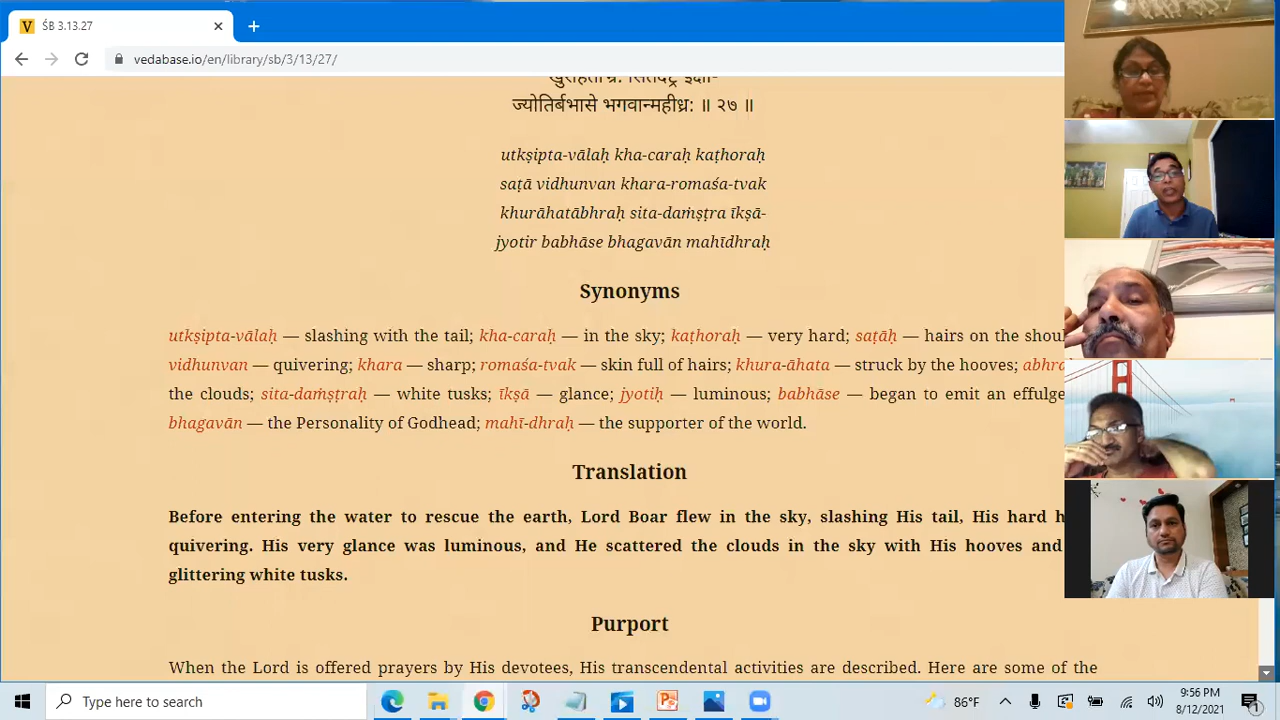 ŚB 3.13.27
vedabase.io/en/library/sb/3/13/27/
ज्योतिर्बभासे भगवान्महीध्र: ॥ २७ ॥
utkṣipta-vālaḥ kha-caraḥ kaṭhoraḥ
saṭā vidhunvan khara-romaśa-tvak
khurāhatābhraḥ sita-daṁṣṭra īkṣā-
jyotir babhāse bhagavān mahīdhraḥ
Synonyms
utkṣipta-vālaḥ — slashing with the tail; kha-caraḥ — in the sky; kaṭhoraḥ — very hard; saṭāḥ — hairs on the shoul
vidhunvan — quivering; khara — sharp; romaśa-tvak — skin full of hairs; khura-āhata — struck by the hooves; abhra
the clouds; sita-daṁṣṭraḥ — white tusks; īkṣā — glance; jyotiḥ — luminous; babhāse — began to emit an effulge
bhagavān — the Personality of Godhead; mahī-dhraḥ — the supporter of the world.
Translation
Before entering the water to rescue the earth, Lord Boar flew in the sky, slashing His tail, His hard h
quivering. His very glance was luminous, and He scattered the clouds in the sky with His hooves and
glittering white tusks.
Purport
When the Lord is offered prayers by His devotees, His transcendental activities are described. Here are some of the
Type here to search
86°F
9:56 PM
8/12/2021